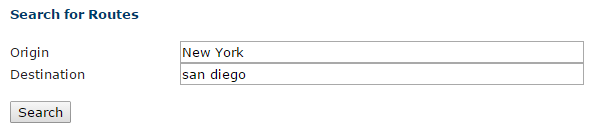 Search for Routes
Origin New York
Destination san diego
Search